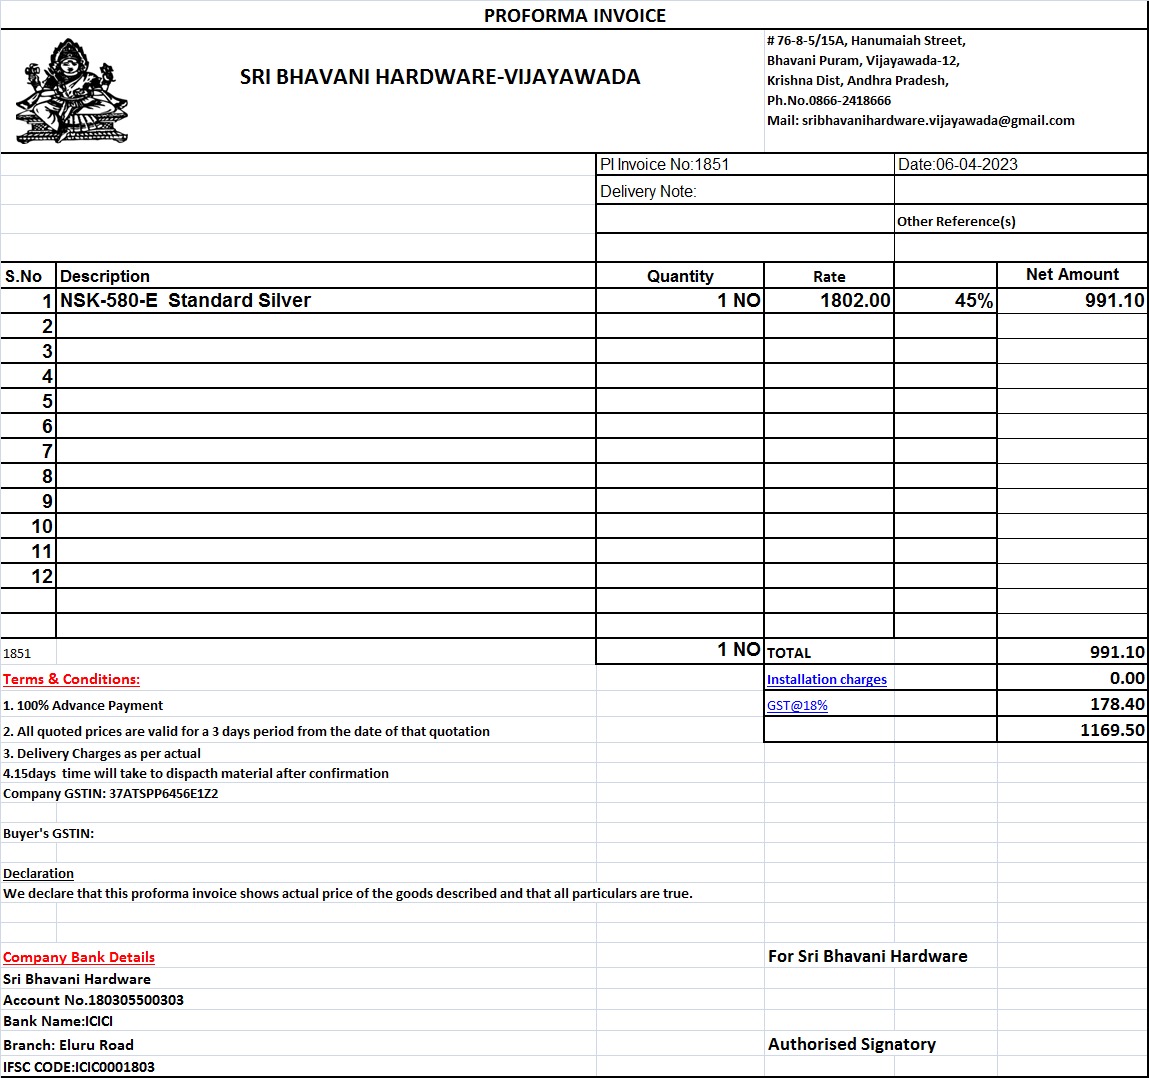 PROFORMA INVOICE
SRI BHAVANI HARDWARE-VIJAYAWADA
# 76-8-5/15A, Hanumaiah Street,
Bhavani Puram, Vijayawada-12,
Krishna Dist, Andhra Pradesh,
Ph.No.0866-2418666
Mail: sribhavanihardware.vijayawada@gmail.com
PI Invoice No:1851 Date:06-04-2023
Delivery Note:
Other Reference(s)
S.No Description Quantity Rate Net Amount
1 NSK-580-E Standard Silver 1 NO 1802.00 45% 991.10
2
3
4
5
6
7
8
9
10
11
12
1851 1 NO TOTAL 991.10
Terms & Conditions: Installation charges 0.00
1. 100% Advance Payment GST@18% 178.40
2. All quoted prices are valid for a 3 days period from the date of that quotation 1169.50
3. Delivery Charges as per actual
4.15days time will take to dispacth material after confirmation
Company GSTIN: 37ATSPP6456E1Z2
Buyer's GSTIN:
Declaration
We declare that this proforma invoice shows actual price of the goods described and that all particulars are true.
Company Bank Details For Sri Bhavani Hardware
Sri Bhavani Hardware
Account No.180305500303
Bank Name:ICICI
Branch: Eluru Road Authorised Signatory
IFSC CODE:ICIC0001803